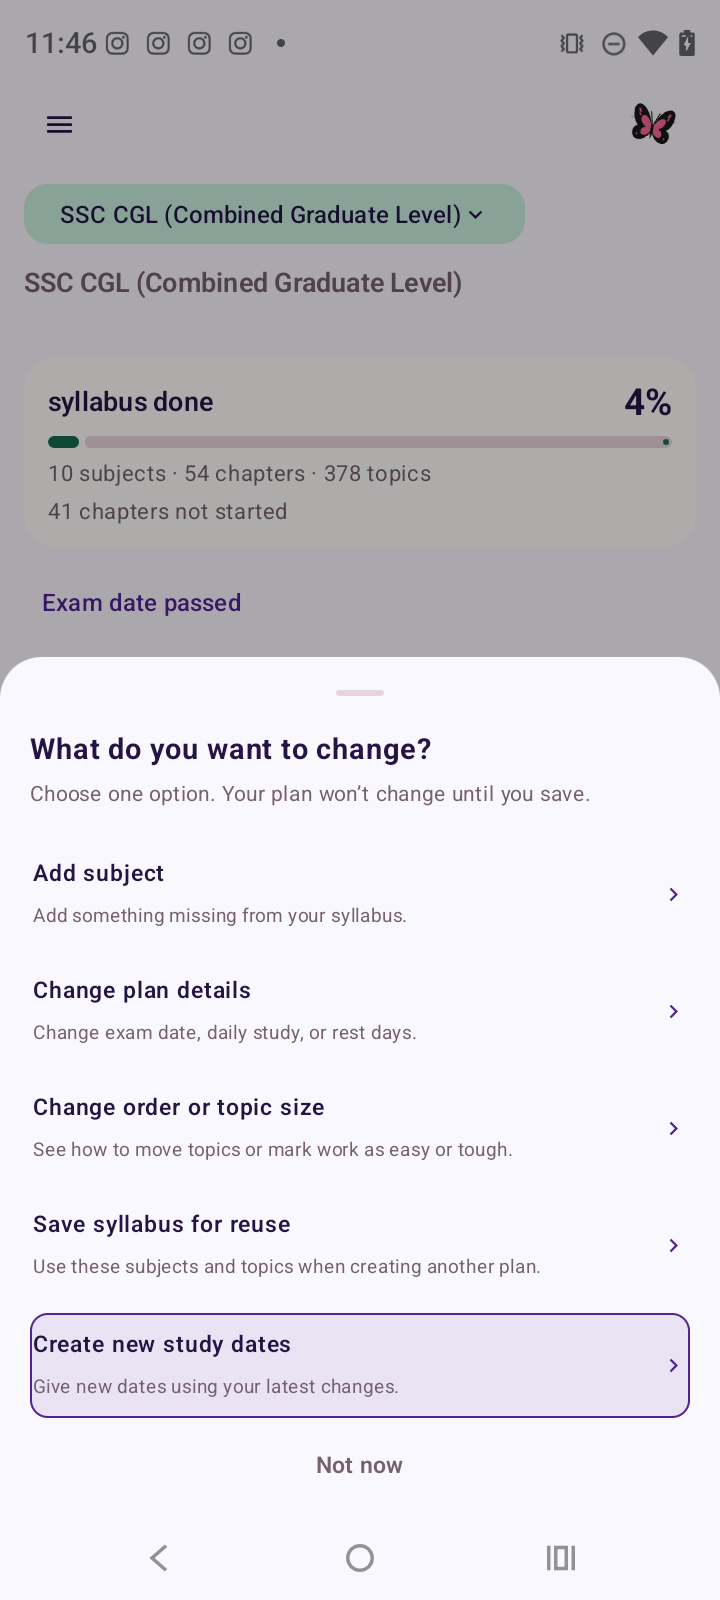 11:46
SSC CGL (Combined Graduate Level)
SSC CGL (Combined Graduate Level)
syllabus done
4%
10 subjects · 54 chapters · 378 topics
41 chapters not started
Exam date passed
What do you want to change?
Choose one option. Your plan won’t change until you save.
Add subject
Add something missing from your syllabus.
Change plan details
Change exam date, daily study, or rest days.
Change order or topic size
See how to move topics or mark work as easy or tough.
Save syllabus for reuse
Use these subjects and topics when creating another plan.
Create new study dates
Give new dates using your latest changes.
Not now